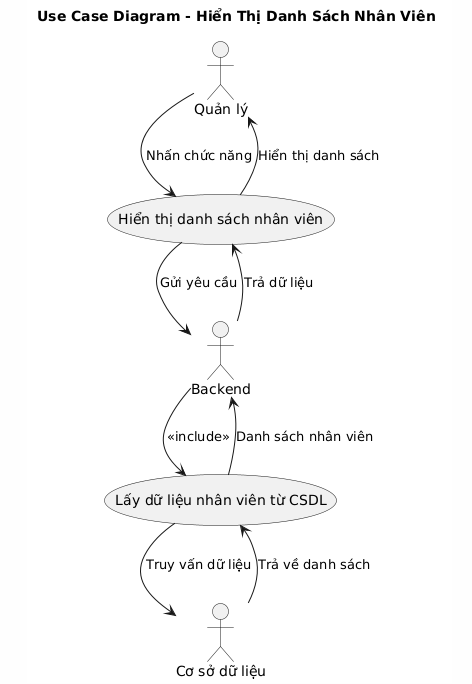 Use Case Diagram - Hiển Thị Danh Sách Nhân Viên
Quản lý
Nhấn chức năng
Hiển thị danh sách
Hiển thị danh sách nhân viên
Gửi yêu cầu
Trả dữ liệu
Backend
«include»
Danh sách nhân viên
Lấy dữ liệu nhân viên từ CSDL
Truy vấn dữ liệu
Trả về danh sách
Cơ sở dữ liệu